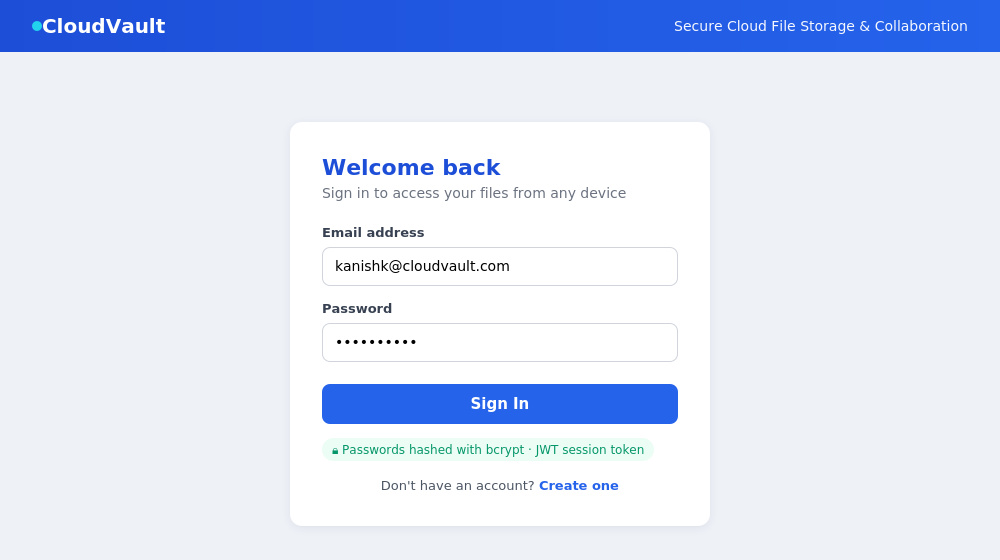 CloudVault
Secure Cloud File Storage & Collaboration
Welcome back
Sign in to access your files from any device
Email address
kanishk@cloudvault.com
Password
••••••••••
Sign In
Passwords hashed with bcrypt · JWT session token
Don't have an account? Create one